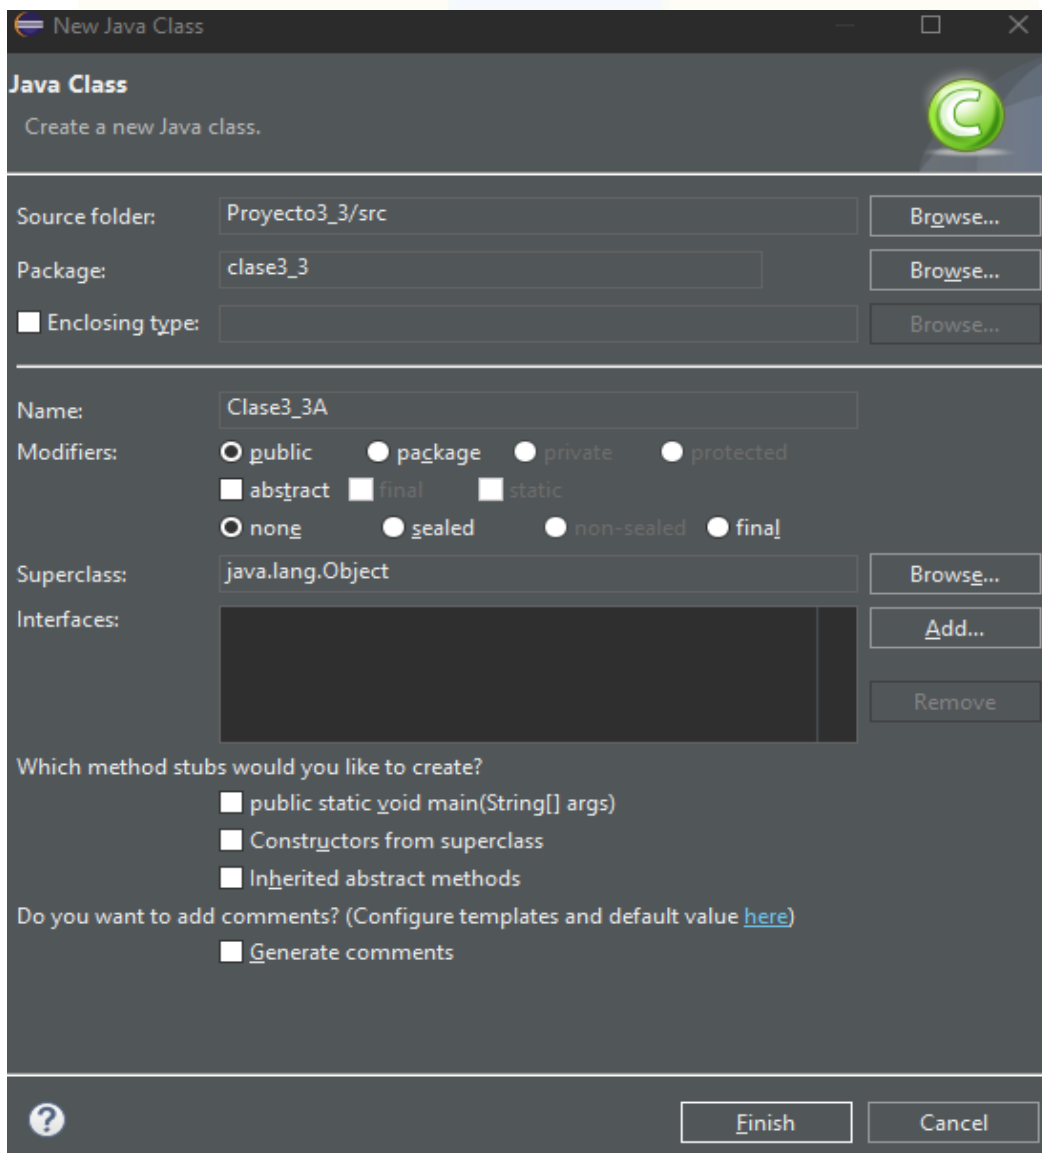 New Java Class
Java Class
Create a new Java class.
Source folder: Proyecto3_3/src Browse...
Package: clase3_3 Browse...
Enclosing type: Browse...
Name: Clase3_3A
Modifiers: public package private protected
abstract final static
none sealed non-sealed final
Superclass: java.lang.Object Browse...
Interfaces: Add...
Remove
Which method stubs would you like to create?
public static void main(String[] args)
Constructors from superclass
Inherited abstract methods
Do you want to add comments? (Configure templates and default value here)
Generate comments
Finish Cancel